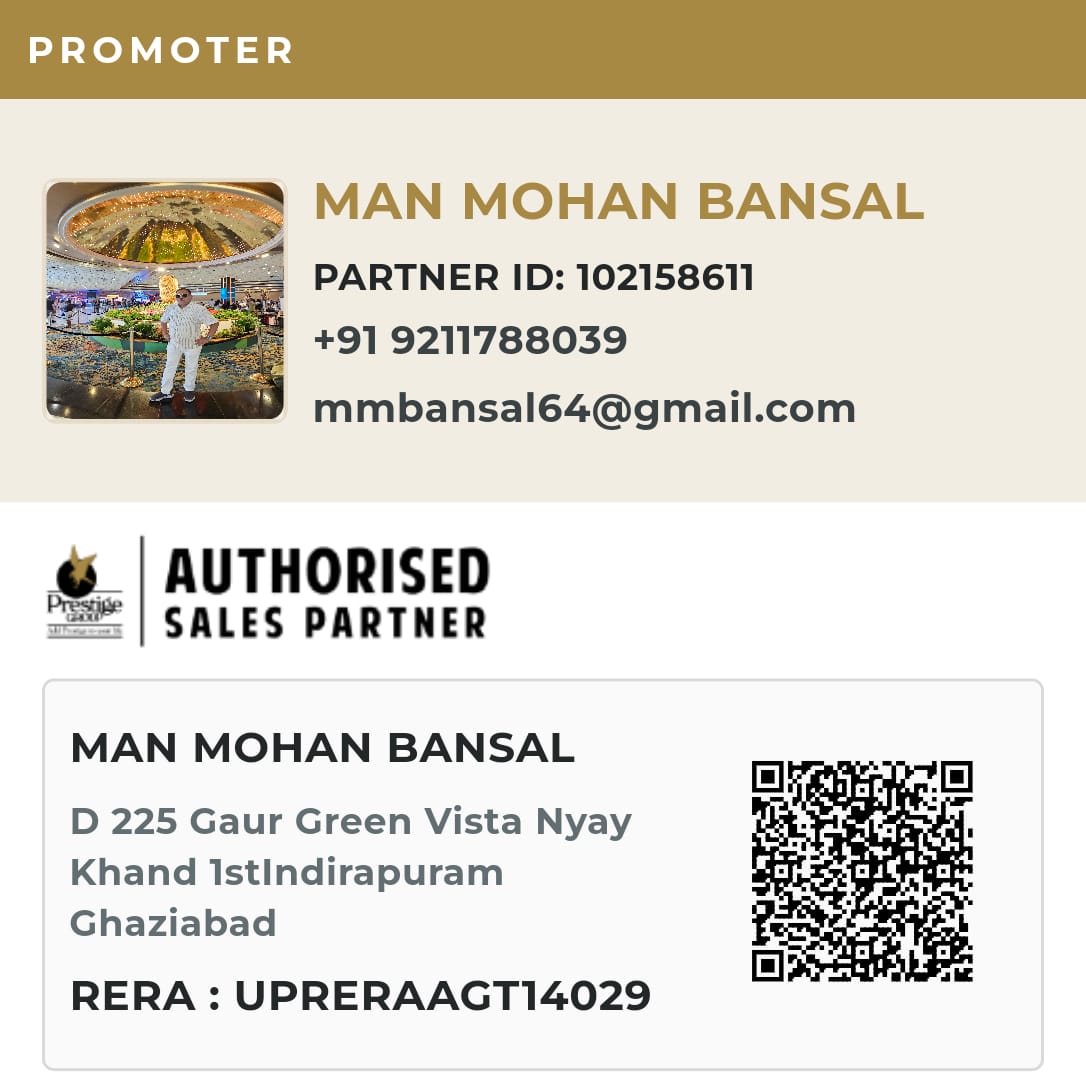 PROMOTER
MAN MOHAN BANSAL
PARTNER ID: 102158611
+91 9211788039
mmbansal64@gmail.com
Prestige
GROUP
AUTHORISED
SALES PARTNER
MAN MOHAN BANSAL
D 225 Gaur Green Vista Nyay
Khand 1stIndirapuram
Ghaziabad
RERA : UPRERAAGT14029